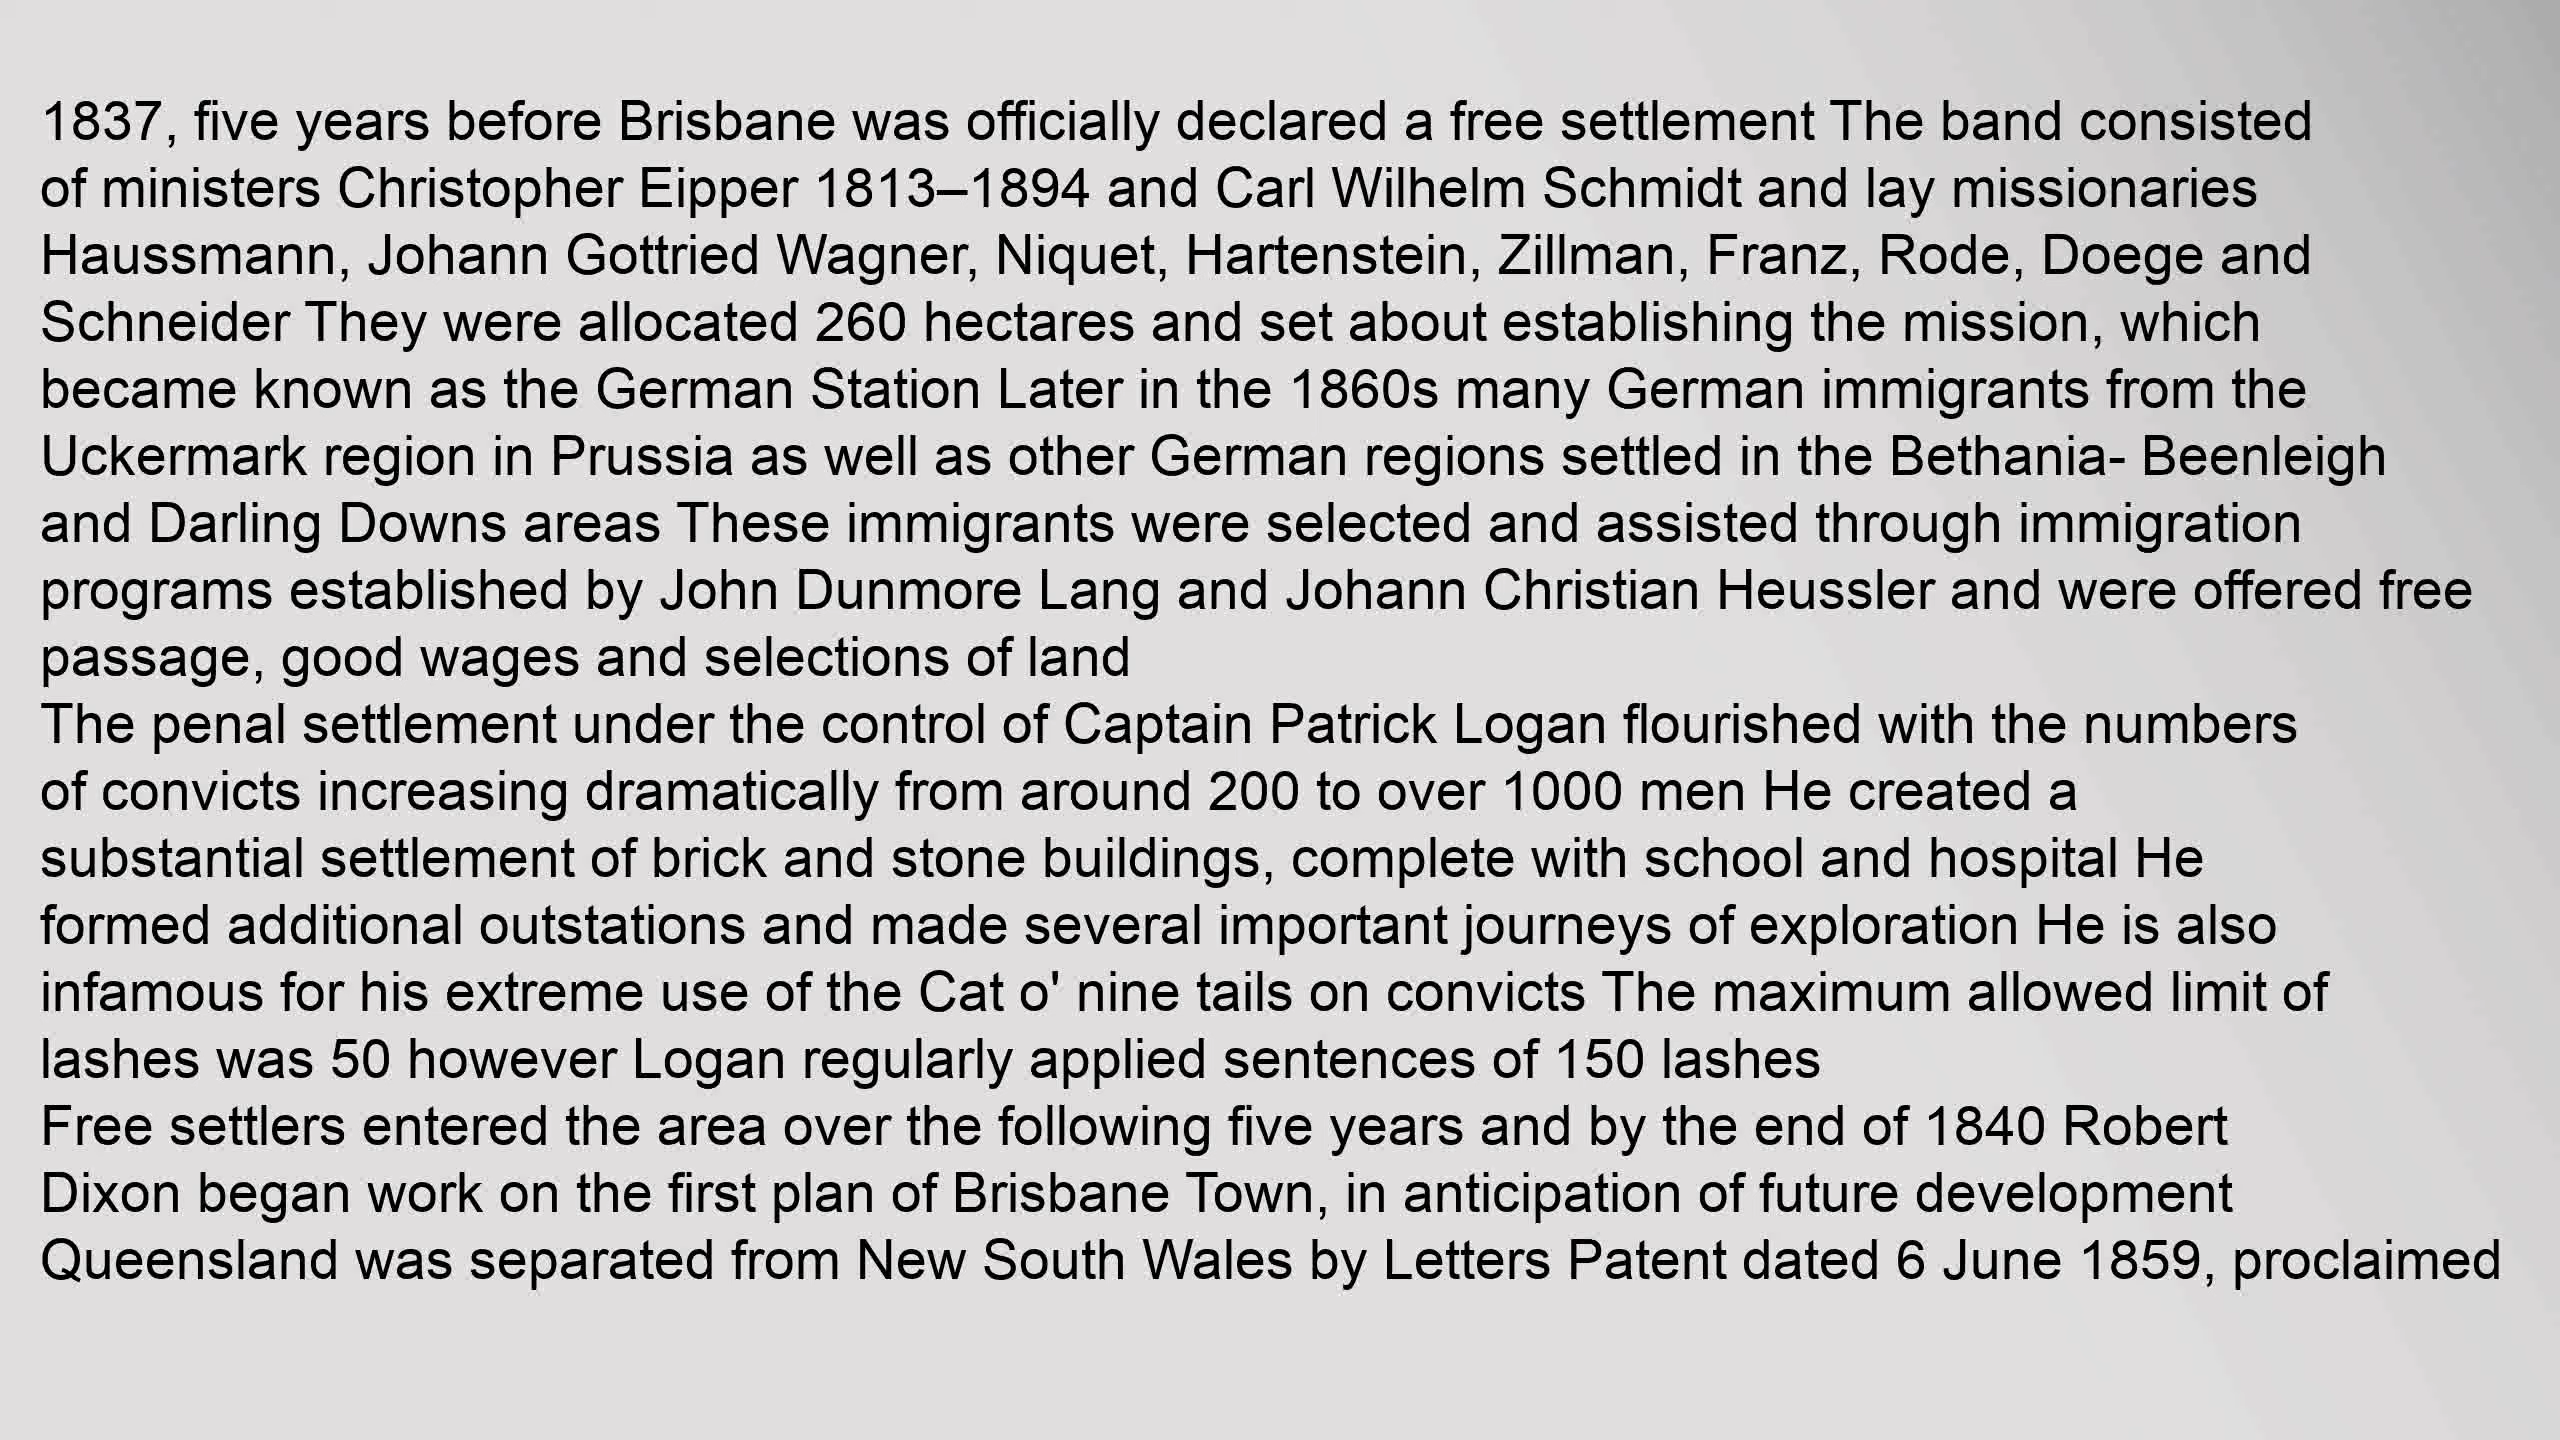 1837, five years before Brisbane was officially declared a free settlement The band consisted
of ministers Christopher Eipper 1813–1894 and Carl Wilhelm Schmidt and lay missionaries
Haussmann, Johann Gottried Wagner, Niquet, Hartenstein, Zillman, Franz, Rode, Doege and
Schneider They were allocated 260 hectares and set about establishing the mission, which
became known as the German Station Later in the 1860s many German immigrants from the
Uckermark region in Prussia as well as other German regions settled in the Bethania- Beenleigh
and Darling Downs areas These immigrants were selected and assisted through immigration
programs established by John Dunmore Lang and Johann Christian Heussler and were offered free
passage, good wages and selections of land
The penal settlement under the control of Captain Patrick Logan flourished with the numbers
of convicts increasing dramatically from around 200 to over 1000 men He created a
substantial settlement of brick and stone buildings, complete with school and hospital He
formed additional outstations and made several important journeys of exploration He is also
infamous for his extreme use of the Cat o' nine tails on convicts The maximum allowed limit of
lashes was 50 however Logan regularly applied sentences of 150 lashes
Free settlers entered the area over the following five years and by the end of 1840 Robert
Dixon began work on the first plan of Brisbane Town, in anticipation of future development
Queensland was separated from New South Wales by Letters Patent dated 6 June 1859, proclaimed